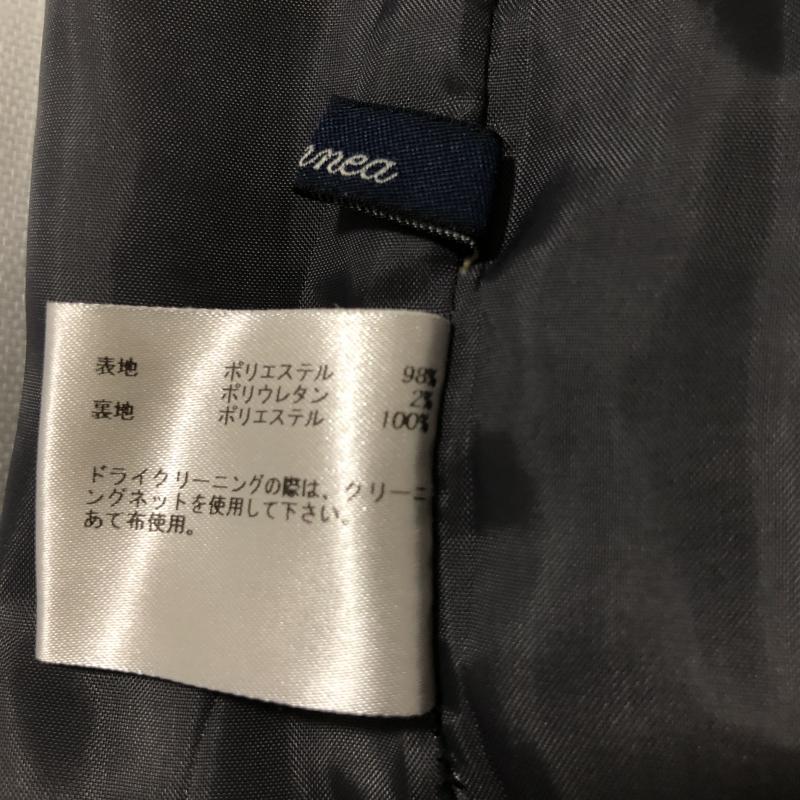 nea
表地 ポリエステル 98%
ポリウレタン 2%
裏地 ポリエステル 100%
ドライクリーニングの際は、クリーニ
ングネットを使用して下さい。
あて布使用。